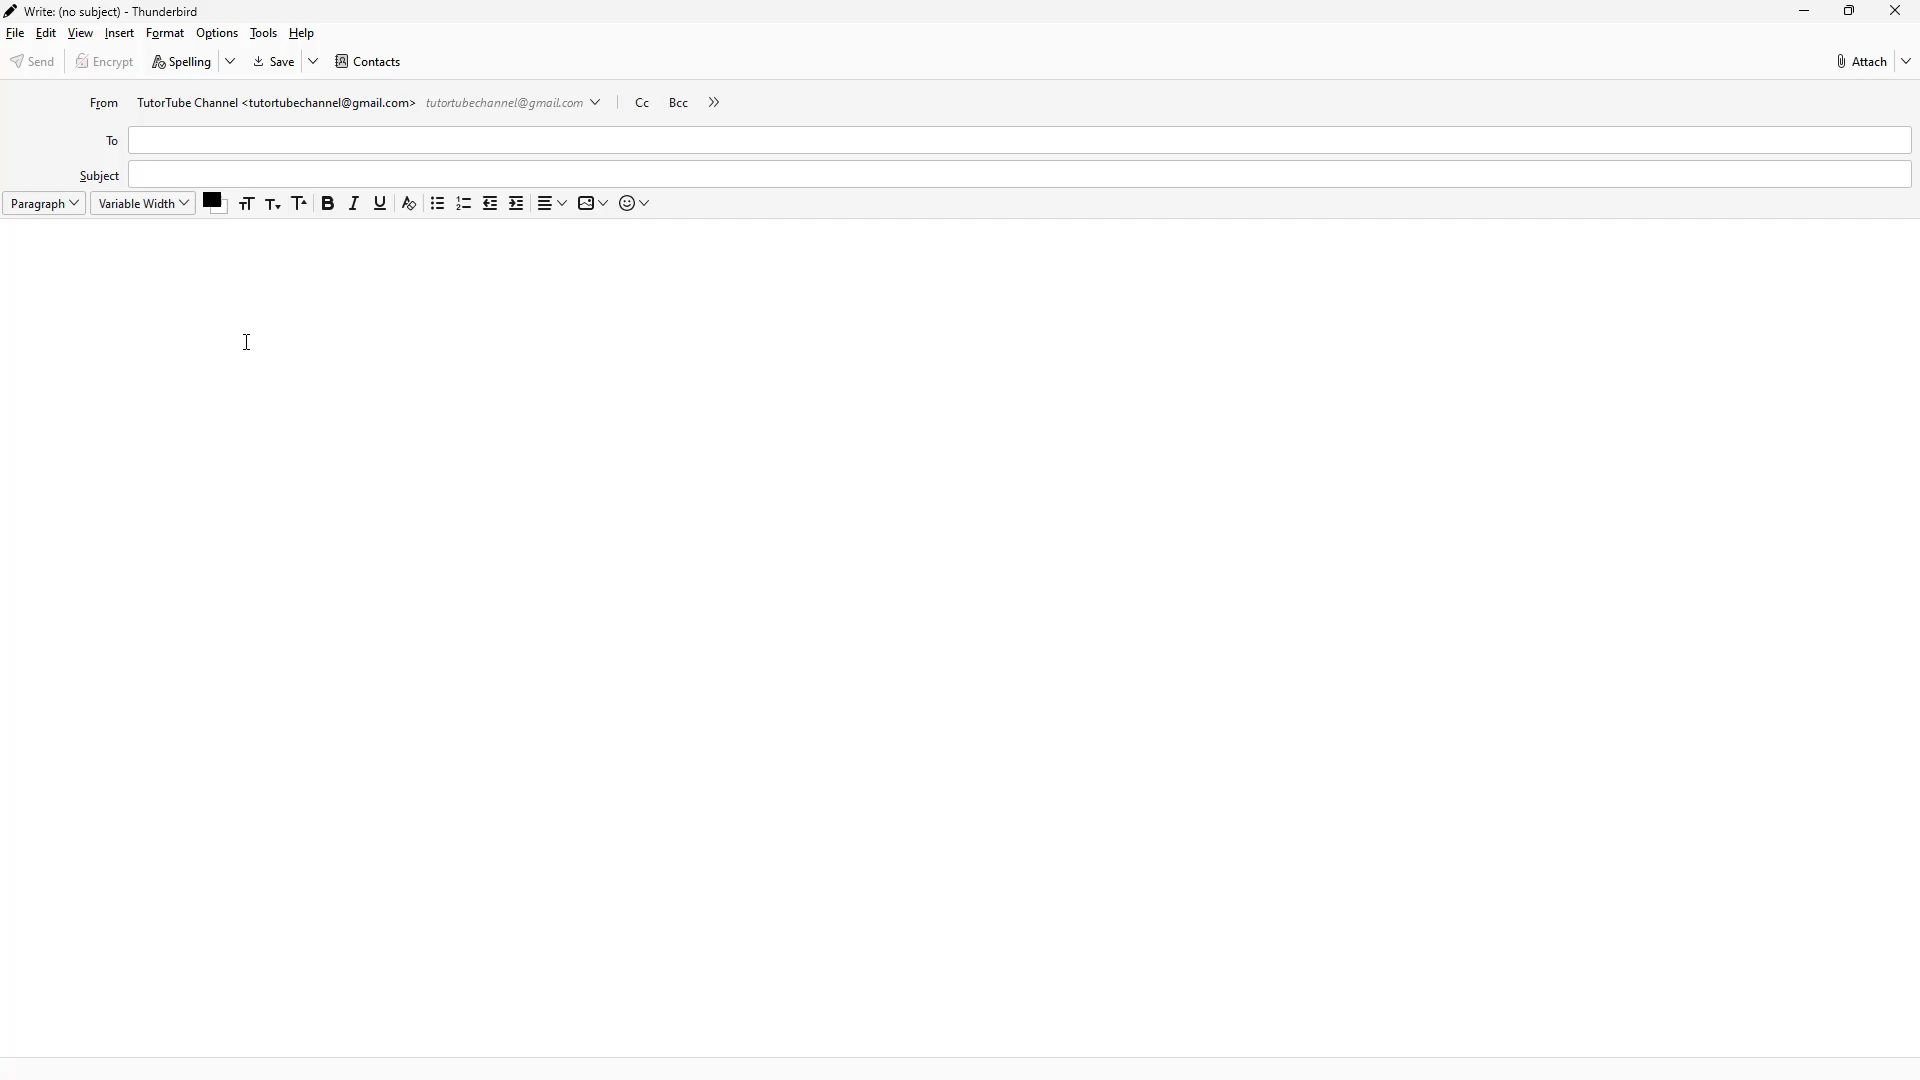 Write: (no subject) - Thunderbird
File Edit View Insert Format Options Tools Help
Send Encrypt Spelling Save Contacts Attach
From TutorTube Channel <tutortubechannel@gmail.com> tutortubechannel@gmail.com Cc Bcc
To
Subject
Paragraph Variable Width